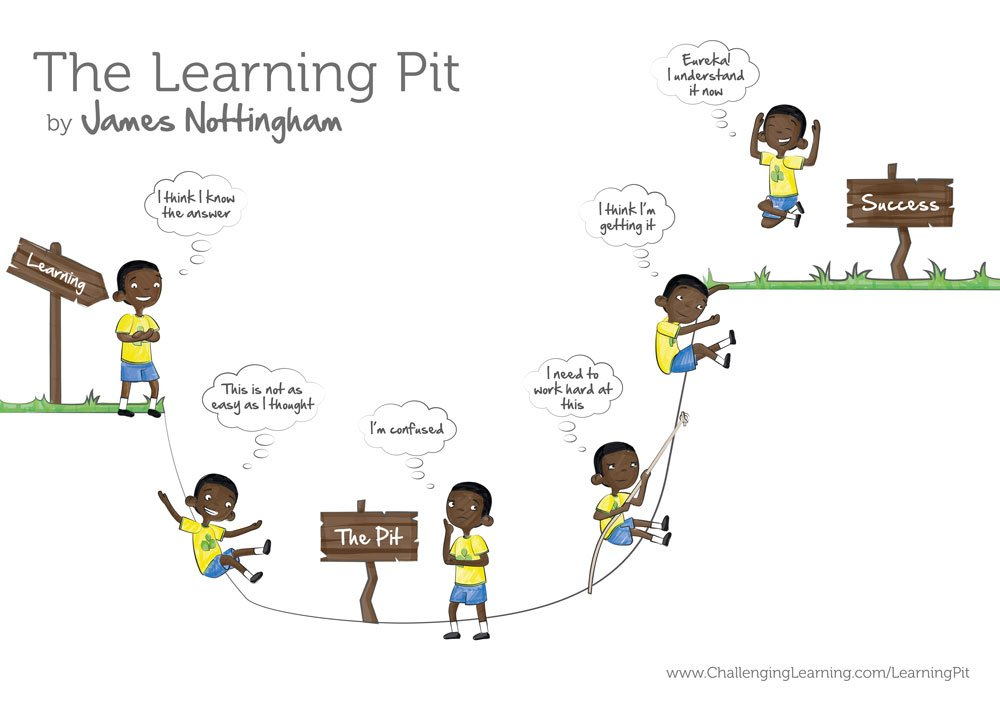 The Learning Pit
by James Nottingham
Learning
I think I know
the answer
This is not as
easy as I thought
The Pit
I'm confused
I need to
work hard at
this
I think I'm
getting it
Eureka!
I understand
it now
Success
www.ChallengingLearning.com/LearningPit